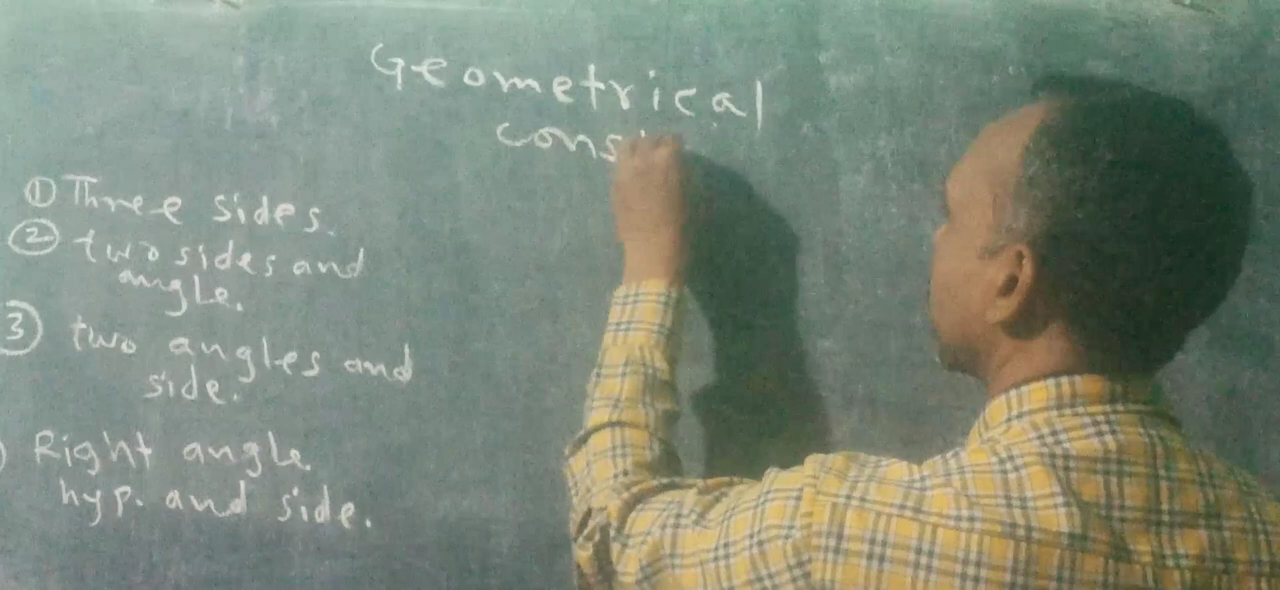 Geometrical
cons
① Three sides.
② two sides and
angle.
③ two angles and
side.
) Right angle
hyp. and side.